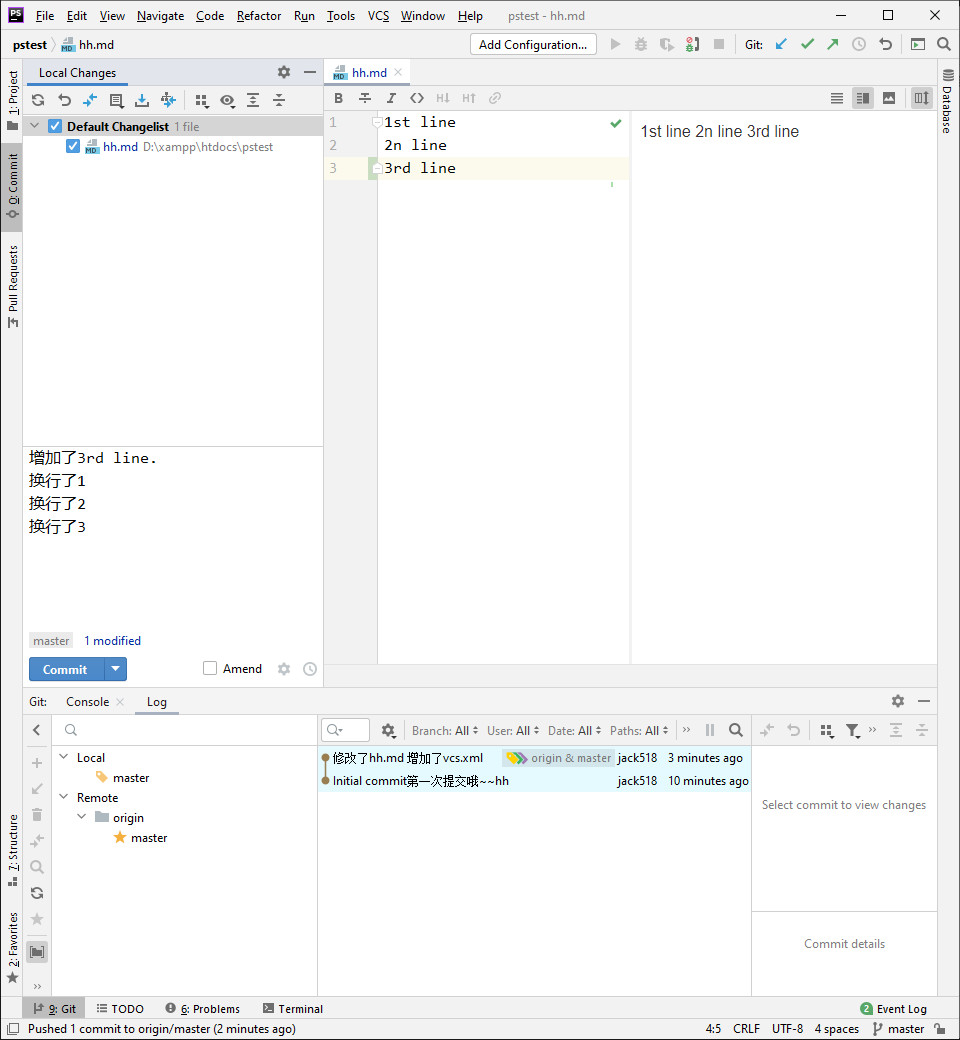 PS File Edit View Navigate Code Refactor Run Tools VCS Window Help pstest - hh.md
pstest hh.md Add Configuration... Git:
1: Project
0: Commit
Pull Requests
Local Changes
Default Changelist 1 file
hh.md D:\xampp\htdocs\pstest
增加了3rd line.
换行了1
换行了2
换行了3
master 1 modified
Commit Amend
hh.md
B I H↓ H↑
1 1st line
2 2n line
3 3rd line
1st line 2n line 3rd line
Database
Git: Console Log
7: Structure
2: Favorites
Local
master
Remote
origin
master
Branch: All User: All Date: All Paths: All
修改了hh.md 增加了vcs.xml origin & master jack518 3 minutes ago
Initial commit第一次提交哦~~hh jack518 10 minutes ago
Select commit to view changes
Commit details
9: Git TODO 6: Problems Terminal 2 Event Log
Pushed 1 commit to origin/master (2 minutes ago) 4:5 CRLF UTF-8 4 spaces master